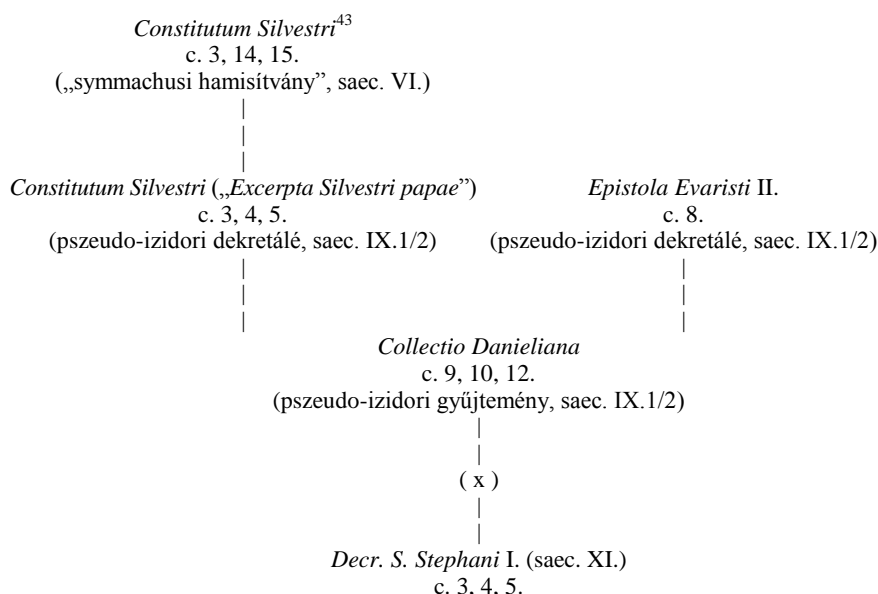 Constitutum Silvestri43
c. 3, 14, 15.
(„symmachusi hamisítvány”, saec. VI.)
|
|
|
Constitutum Silvestri („Excerpta Silvestri papae”) Epistola Evaristi II.
c. 3, 4, 5. c. 8.
(pszeudo-izidori dekretálé, saec. IX.1/2) (pszeudo-izidori dekretálé, saec. IX.1/2)
| |
| |
| |
Collectio Danieliana
c. 9, 10, 12.
(pszeudo-izidori gyűjtemény, saec. IX.1/2)
|
|
( x )
|
|
Decr. S. Stephani I. (saec. XI.)
c. 3, 4, 5.